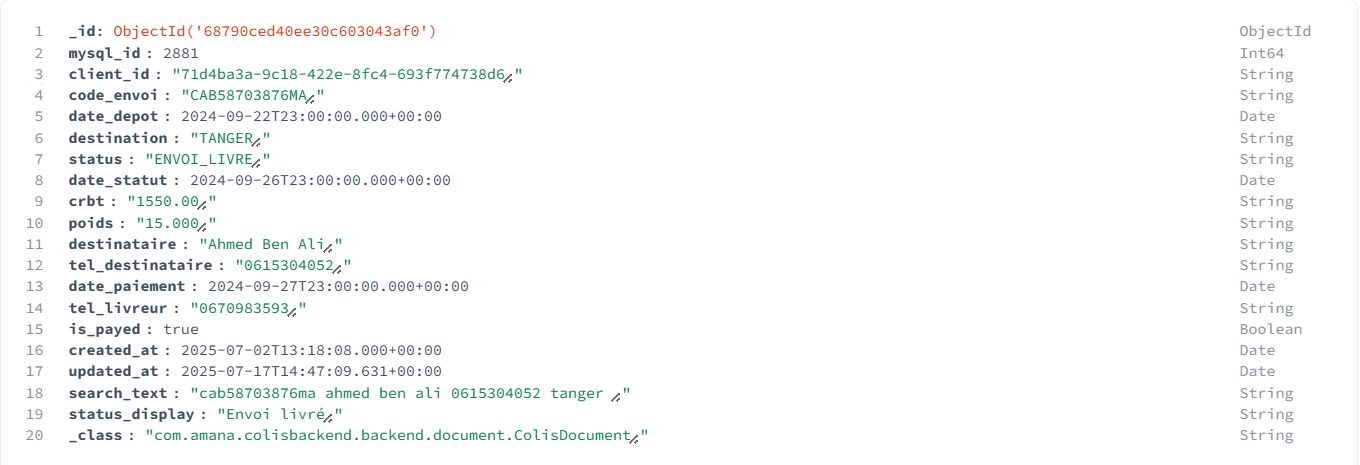 1 _id: ObjectId('68790ced40ee30c603043af0') ObjectId
2 mysql_id : 2881 Int64
3 client_id : "71d4ba3a-9c18-422e-8fc4-693f774738d6" String
4 code_envoi : "CAB58703876MA" String
5 date_depot : 2024-09-22T23:00:00.000+00:00 Date
6 destination : "TANGER" String
7 status : "ENVOI_LIVRE" String
8 date_statut : 2024-09-26T23:00:00.000+00:00 Date
9 crbt : "1550.00" String
10 poids : "15.000" String
11 destinataire : "Ahmed Ben Ali" String
12 tel_destinataire : "0615304052" String
13 date_paiement : 2024-09-27T23:00:00.000+00:00 Date
14 tel_livreur : "0670983593" String
15 is_payed : true Boolean
16 created_at : 2025-07-02T13:18:08.000+00:00 Date
17 updated_at : 2025-07-17T14:47:09.631+00:00 Date
18 search_text : "cab58703876ma ahmed ben ali 0615304052 tanger " String
19 status_display : "Envoi livré" String
20 _class : "com.amana.colisbackend.backend.document.ColisDocument" String